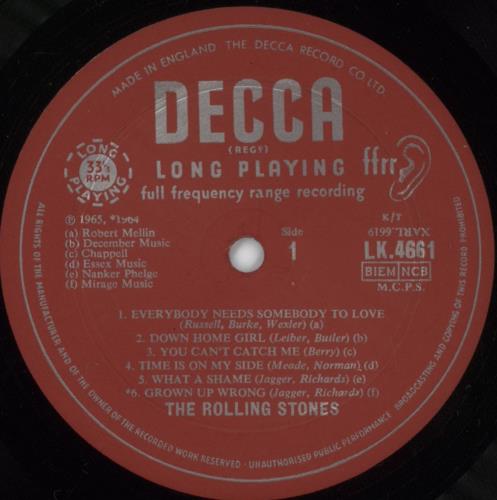 MADE IN ENGLAND THE DECCA RECORD CO LTD.
DECCA
(REGD)
LONG PLAYING
ffrr
full frequency range recording
LONG
33⅓
RPM
PLAYING
℗ 1965, *1964
(a) Robert Mellin
(b) December Music
(c) Chappell
(d) Essex Music
(e) Nanker Phelge
(f) Mirage Music
Side
1
K/T
XARL.6619
LK.4661
BIEM NCB
M.C.P.S.
1. EVERYBODY NEEDS SOMEBODY TO LOVE
(Russell, Burke, Wexler) (a)
2. DOWN HOME GIRL (Leiber, Butler) (b)
3. YOU CAN'T CATCH ME (Berry) (c)
4. TIME IS ON MY SIDE (Meade, Norman) (d)
5. WHAT A SHAME (Jagger, Richards) (e)
*6. GROWN UP WRONG (Jagger, Richards) (f)
THE ROLLING STONES
ALL RIGHTS OF THE MANUFACTURER AND OF THE OWNER OF THE RECORDED WORK RESERVED · UNAUTHORISED PUBLIC PERFORMANCE BROADCASTING AND COPYING OF THIS RECORD PROHIBITED